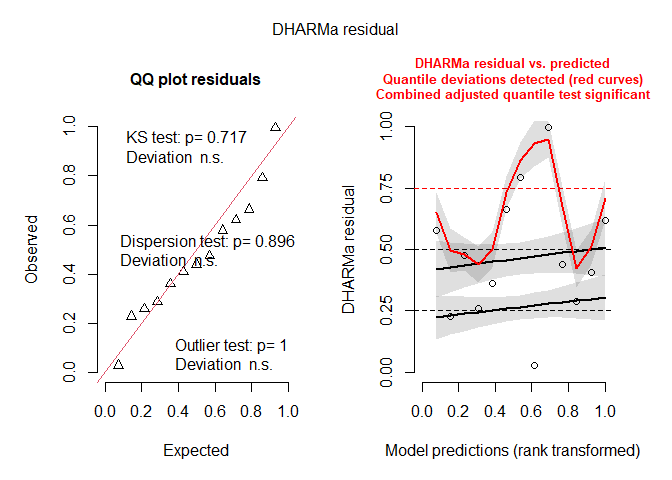 DHARMa residual
QQ plot residuals
KS test: p= 0.717
Deviation n.s.
Dispersion test: p= 0.896
Deviation n.s.
Outlier test: p= 1
Deviation n.s.
Observed
0.0 0.2 0.4 0.6 0.8 1.0
0.0 0.2 0.4 0.6 0.8 1.0
Expected
DHARMa residual vs. predicted
Quantile deviations detected (red curves)
Combined adjusted quantile test significant
DHARMa residual
0.00 0.25 0.50 0.75 1.00
0.0 0.2 0.4 0.6 0.8 1.0
Model predictions (rank transformed)